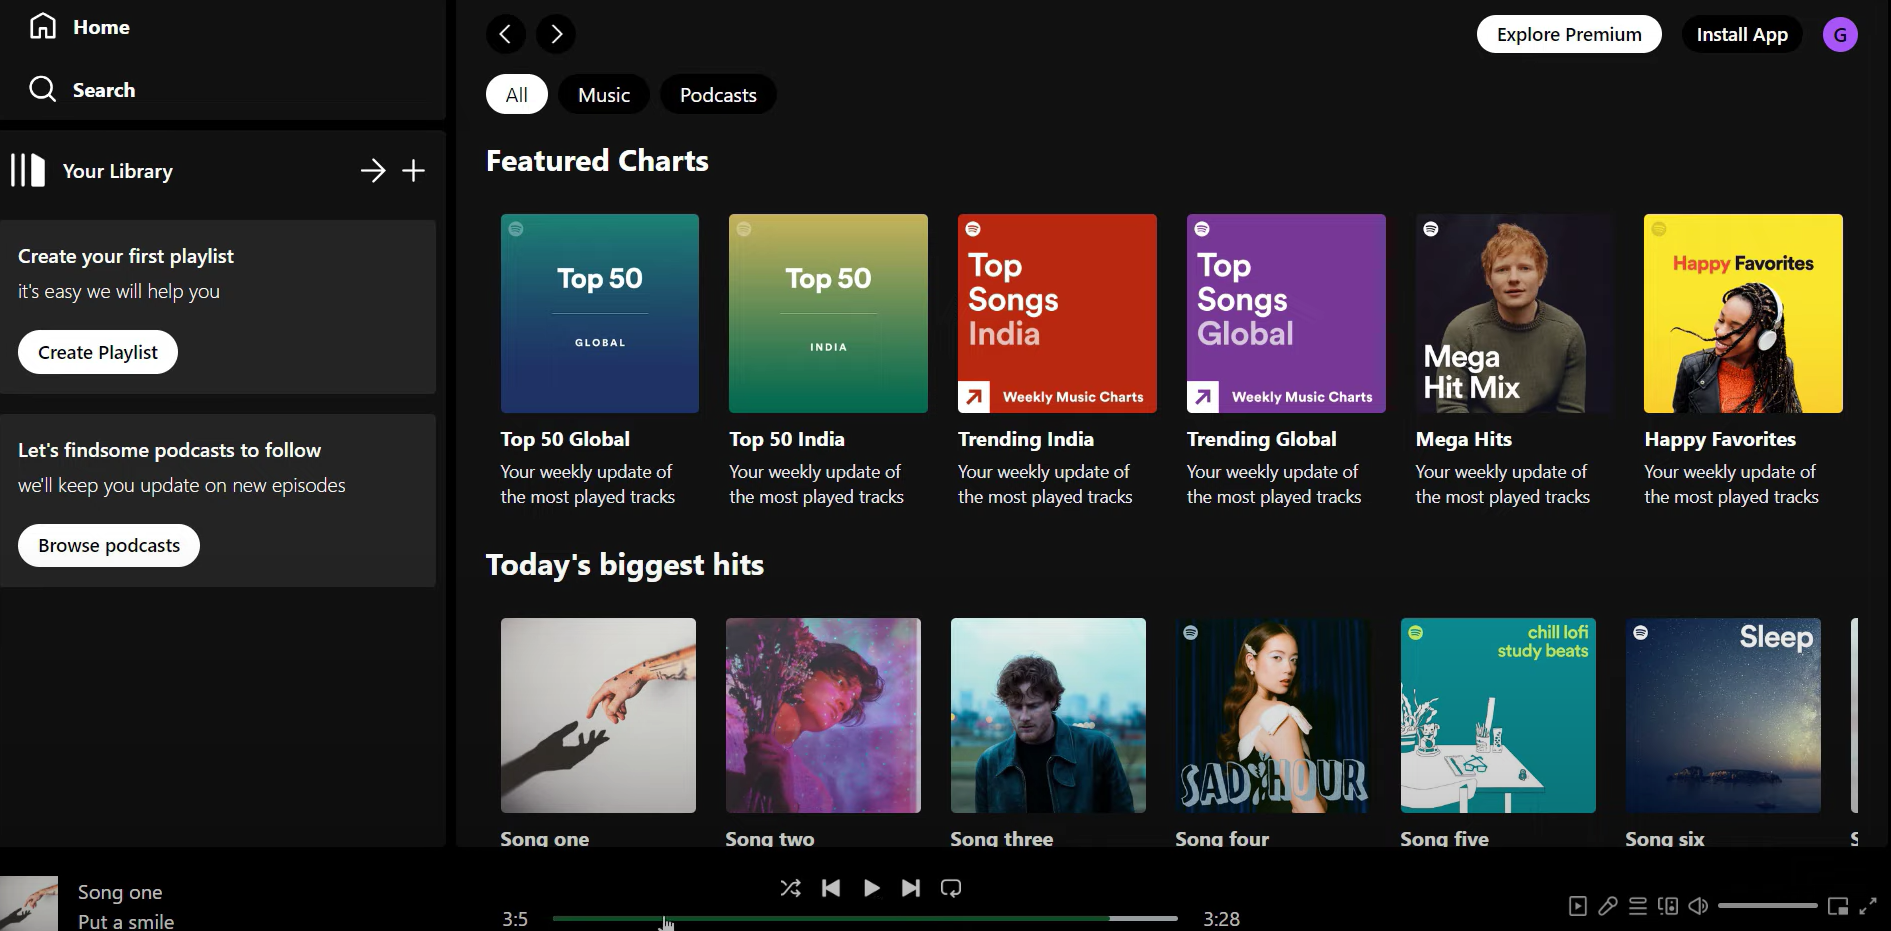 Home
Search
Your Library
Create your first playlist
it's easy we will help you
Create Playlist
Let's findsome podcasts to follow
we'll keep you update on new episodes
Browse podcasts
Explore Premium
Install App
G
All
Music
Podcasts
Featured Charts
Top 50
GLOBAL
Top 50 Global
Your weekly update of
the most played tracks
Top 50
INDIA
Top 50 India
Your weekly update of
the most played tracks
Top
Songs
India
Weekly Music Charts
Trending India
Your weekly update of
the most played tracks
Top
Songs
Global
Weekly Music Charts
Trending Global
Your weekly update of
the most played tracks
Mega
Hit Mix
Mega Hits
Your weekly update of
the most played tracks
Happy Favorites
Happy Favorites
Your weekly update of
the most played tracks
Today's biggest hits
Song one
Song two
Song three
SAD HOUR
Song four
chill lofi
study beats
Song five
Sleep
Song six
Song one
Put a smile
3:5
3:28